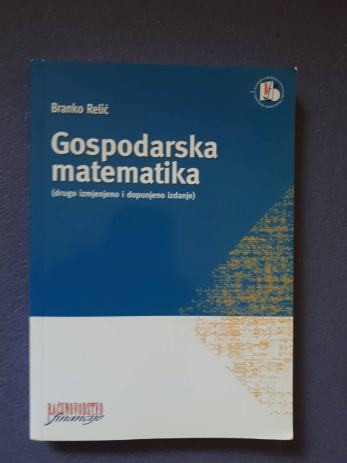 Branko Relić
Gospodarska
matematika
(drugo izmjenjeno i dopunjeno izdanje)
RAČUNOVODSTVO
financije